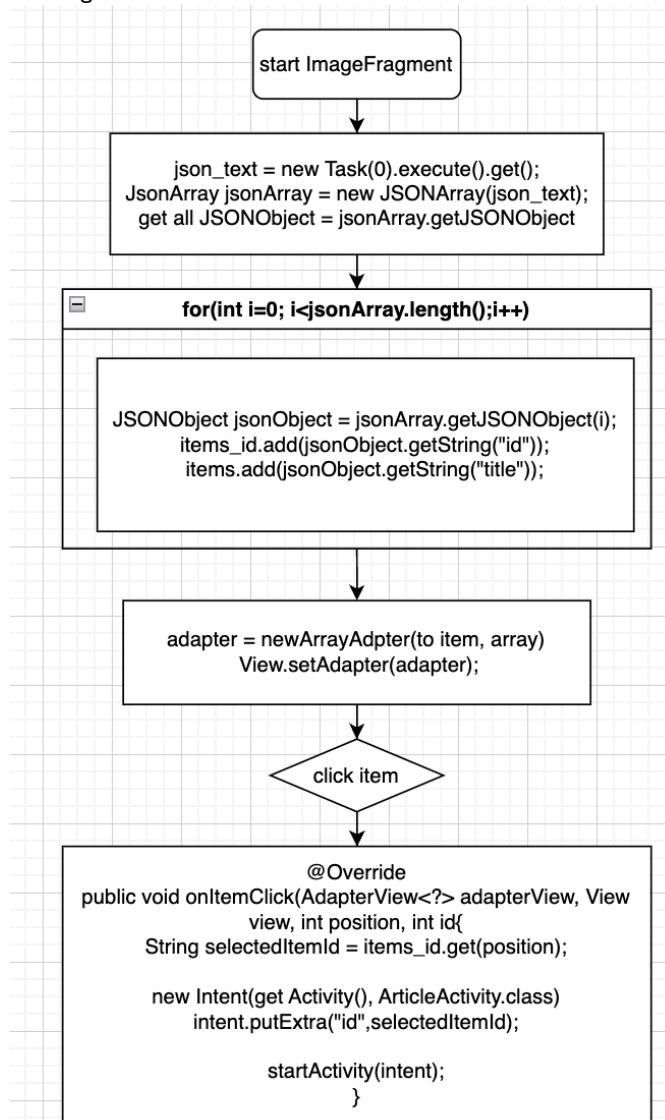 start ImageFragment
json_text = new Task(0).execute().get();
JsonArray jsonArray = new JSONArray(json_text);
get all JSONObject = jsonArray.getJSONObject
for(int i=0; i<jsonArray.length();i++)
JSONObject jsonObject = jsonArray.getJSONObject(i);
items_id.add(jsonObject.getString("id"));
items.add(jsonObject.getString("title"));
adapter = newArrayAdpter(to item, array)
View.setAdapter(adapter);
click item
@Override
public void onItemClick(AdapterView<?> adapterView, View
view, int position, int id{
String selectedItemId = items_id.get(position);
new Intent(get Activity(), ArticleActivity.class)
intent.putExtra("id",selectedItemId);
startActivity(intent);
}